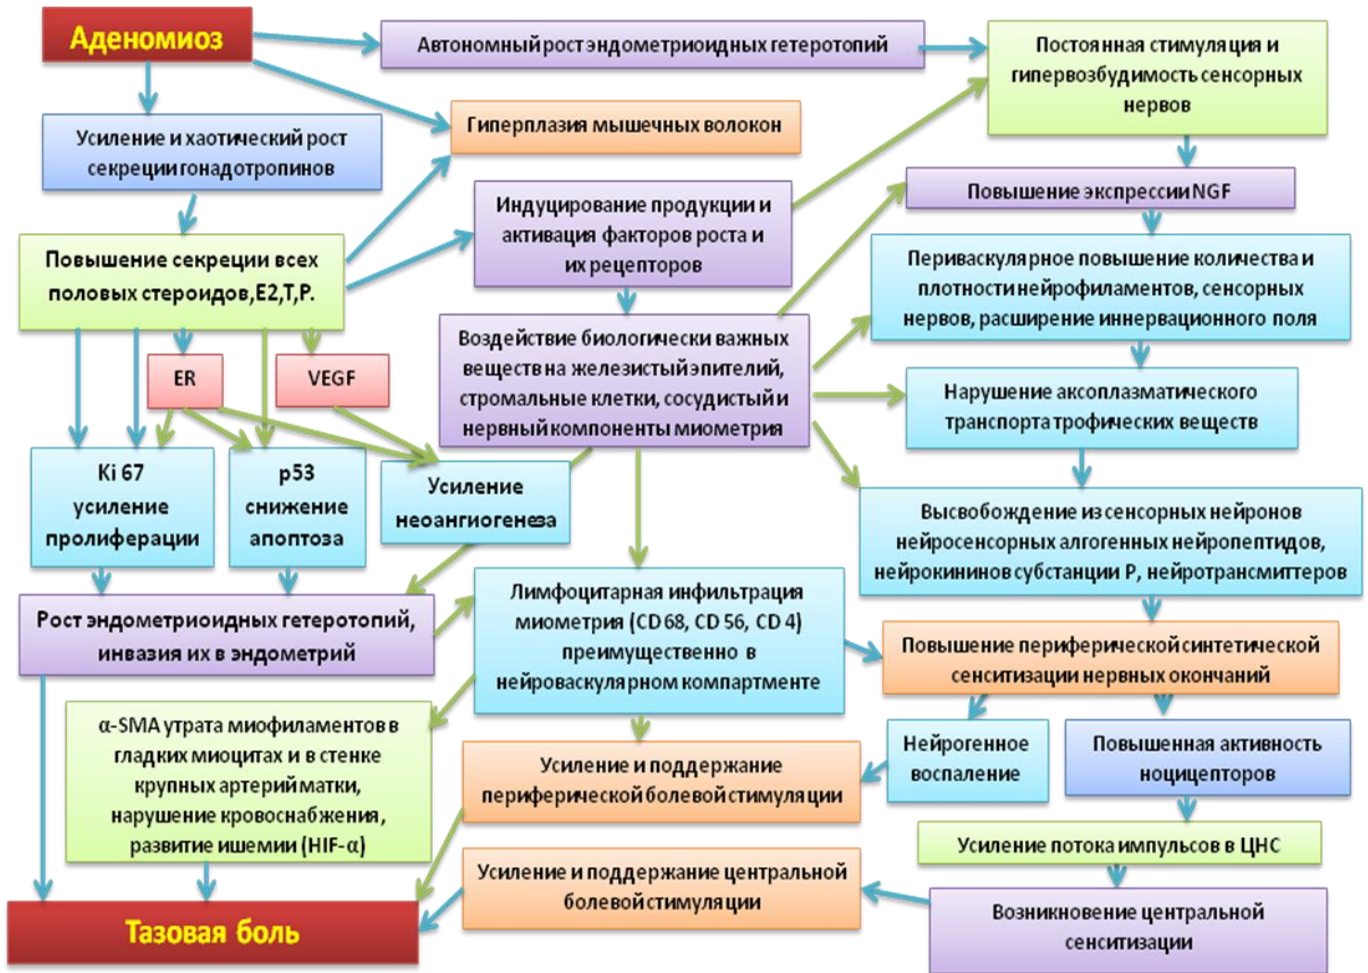 Аденомиоз
Автономный рост эндометриоидных гетеротопий
Постоянная стимуляция и
гипервозбудимость сенсорных
нервов
Усиление и хаотический рост
секреции гонадотропинов
Гиперплазия мышечных волокон
Повышение экспрессии NGF
Индуцирование продукции и
активация факторов роста и
их рецепторов
Повышение секреции всех
половых стероидов,Е2,Т,Р.
Периваскулярное повышение количества и
плотности нейрофиламентов, сенсорных
нервов, расширение иннервационного поля
ER
VEGF
Воздействие биологически важных
веществ на железистый эпителий,
стромальные клетки, сосудистый и
нервный компоненты миометрия
Нарушение аксоплазматического
транспорта трофических веществ
Ki 67
усиление
пролиферации
p53
снижение
апоптоза
Усиление
неоангиогенеза
Высвобождение из сенсорных нейронов
нейросенсорных алгогенных нейропептидов,
нейрокининов субстанции Р, нейротрансмиттеров
Рост эндометриоидных гетеротопий,
инвазия их в эндометрий
Лимфоцитарная инфильтрация
миометрия (CD 68, CD 56, CD 4)
преимущественно в
нейроваскулярном компартменте
Повышение периферической синтетической
сенситизации нервных окончаний
α-SMA утрата миофиламентов в
гладких миоцитах и в стенке
крупных артерий матки,
нарушение кровоснабжения,
развитие ишемии (HIF-α)
Усиление и поддержание
периферической болевой стимуляции
Нейрогенное
воспаление
Повышенная активность
ноцицепторов
Усиление потока импульсов в ЦНС
Усиление и поддержание центральной
болевой стимуляции
Возникновение центральной
сенситизации
Тазовая боль